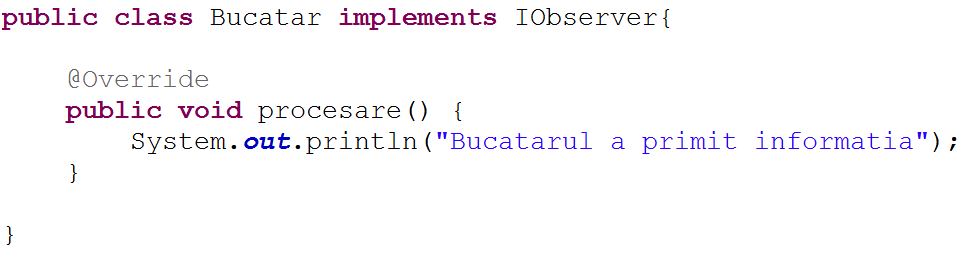 public class Bucatar implements IObserver{
@Override
public void procesare() {
System.out.println("Bucatarul a primit informatia");
}
}